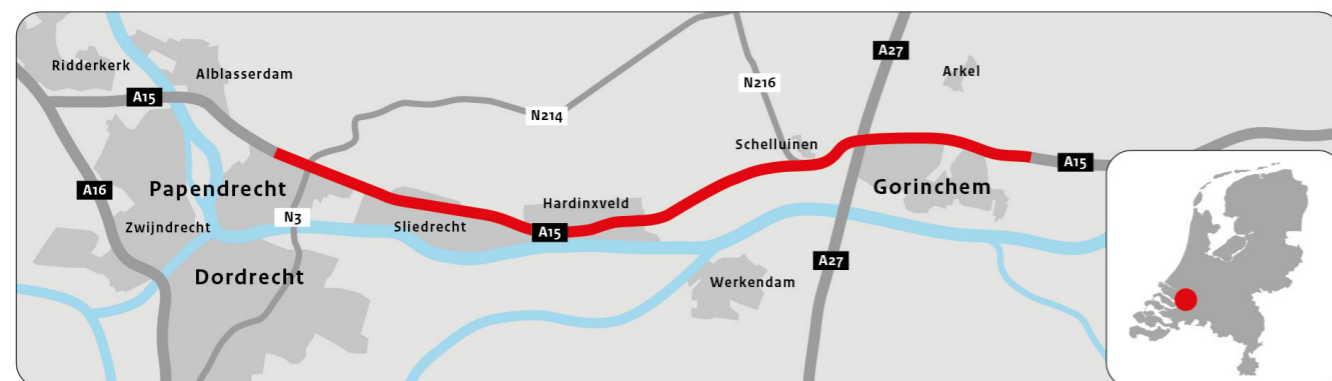 A27
Ridderkerk
Alblasserdam
Arkel
A15
N216
N214
Schelluinen
A15
A16
Papendrecht
Gorinchem
Hardinxveld
N3
Zwijndrecht
Sliedrecht
A15
A27
Dordrecht
Werkendam